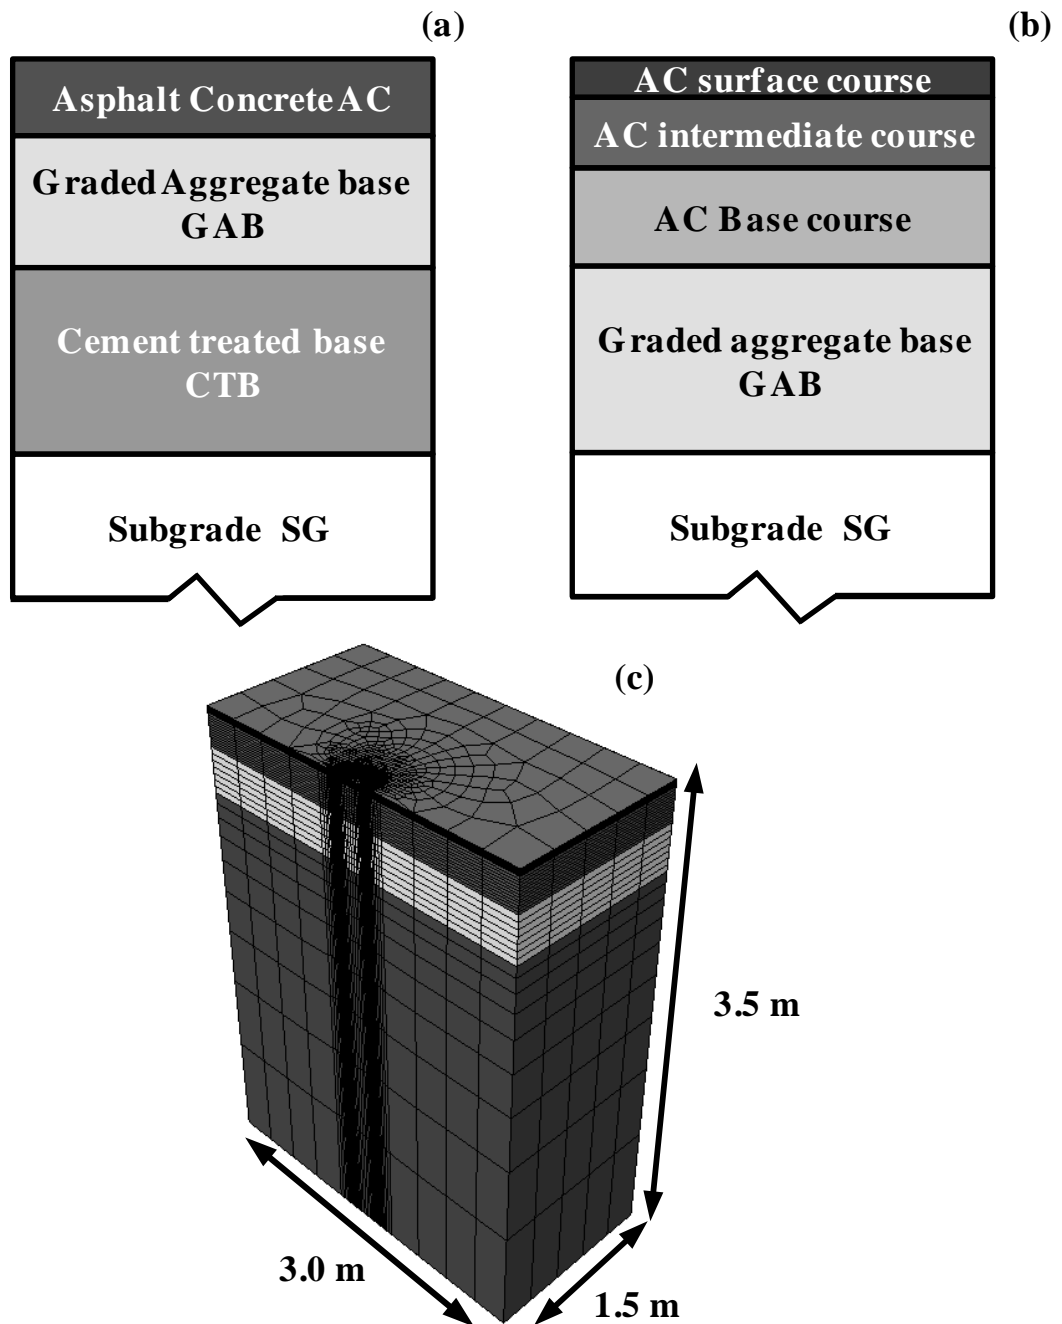 (a)
Asphalt Concrete AC
Graded Aggregate base
GAB
Cement treated base
CTB
Subgrade SG
(b)
AC surface course
AC intermediate course
AC Base course
Graded aggregate base
GAB
Subgrade SG
(c)
3.5 m
3.0 m
1.5 m